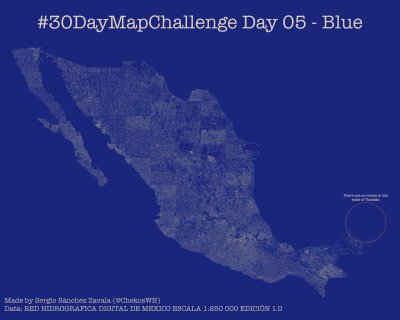 #30DayMapChallenge Day 05 - Blue
There are no rivers in the
state of Yucatán
Made by Sergio Sánchez Zavala (@ChekosWH)
Data: RED HIDROGRAFICA DIGITAL DE MEXICO ESCALA 1:250 000 EDICIÓN 1.0